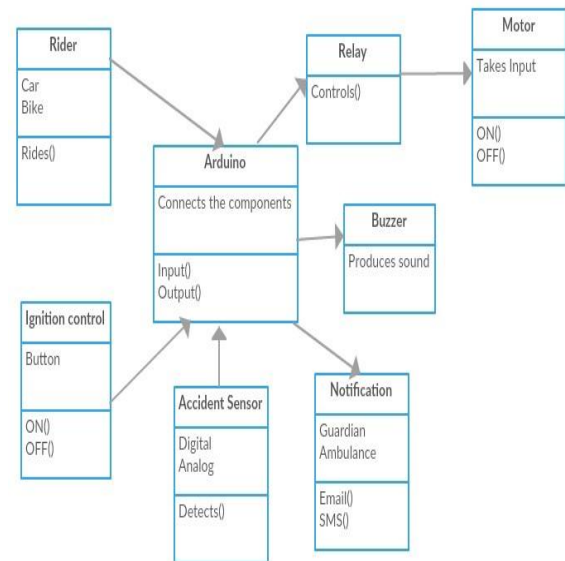 Rider
Car
Bike
Rides()
Relay
Controls()
Motor
Takes Input
ON()
OFF()
Arduino
Connects the components
Input()
Output()
Buzzer
Produces sound
Ignition control
Button
ON()
OFF()
Accident Sensor
Digital
Analog
Detects()
Notification
Guardian
Ambulance
Email()
SMS()